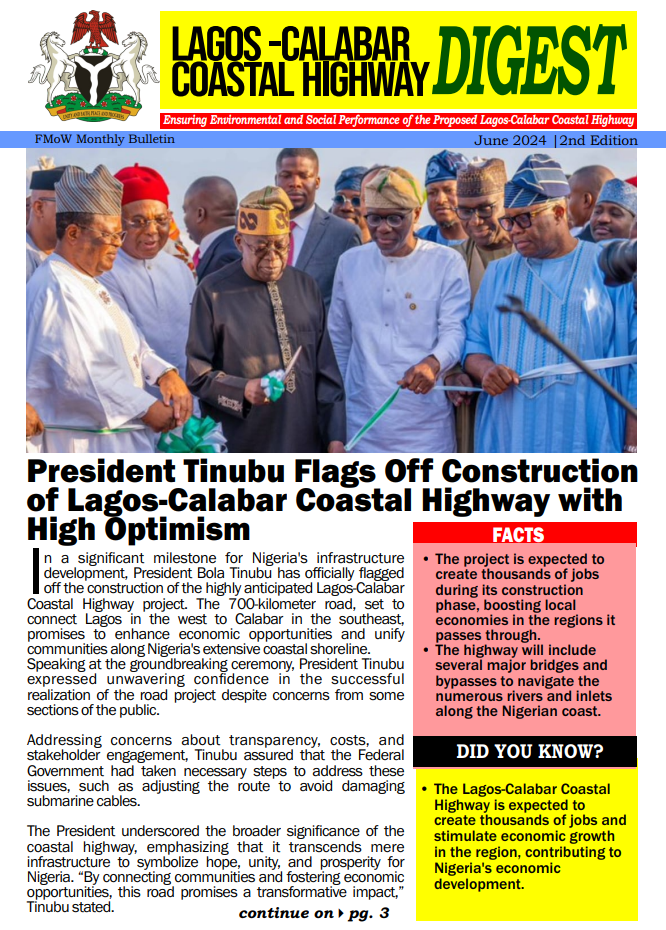 LAGOS -CALABAR
COASTAL HIGHWAY
DIGEST
Ensuring Environmental and Social Performance of the Proposed Lagos-Calabar Coastal Highway
FMoW Monthly Bulletin
June 2024 |2nd Edition
President Tinubu Flags Off Construction
of Lagos-Calabar Coastal Highway with
High Optimism
In a significant milestone for Nigeria's infrastructure
development, President Bola Tinubu has officially flagged
off the construction of the highly anticipated Lagos-Calabar
Coastal Highway project. The 700-kilometer road, set to
connect Lagos in the west to Calabar in the southeast,
promises to enhance economic opportunities and unify
communities along Nigeria's extensive coastal shoreline.
Speaking at the groundbreaking ceremony, President Tinubu
expressed unwavering confidence in the successful
realization of the road project despite concerns from some
sections of the public.
Addressing concerns about transparency, costs, and
stakeholder engagement, Tinubu assured that the Federal
Government had taken necessary steps to address these
issues, such as adjusting the route to avoid damaging
submarine cables.
The President underscored the broader significance of the
coastal highway, emphasizing that it transcends mere
infrastructure to symbolize hope, unity, and prosperity for
Nigeria. “By connecting communities and fostering economic
opportunities, this road promises a transformative impact,”
Tinubu stated.
continue on pg. 3
FACTS
• The project is expected to
create thousands of jobs
during its construction
phase, boosting local
economies in the regions it
passes through.
• The highway will include
several major bridges and
bypasses to navigate the
numerous rivers and inlets
along the Nigerian coast.
DID YOU KNOW?
• The Lagos-Calabar Coastal
Highway is expected to
create thousands of jobs and
stimulate economic growth
in the region, contributing to
Nigeria's economic
development.